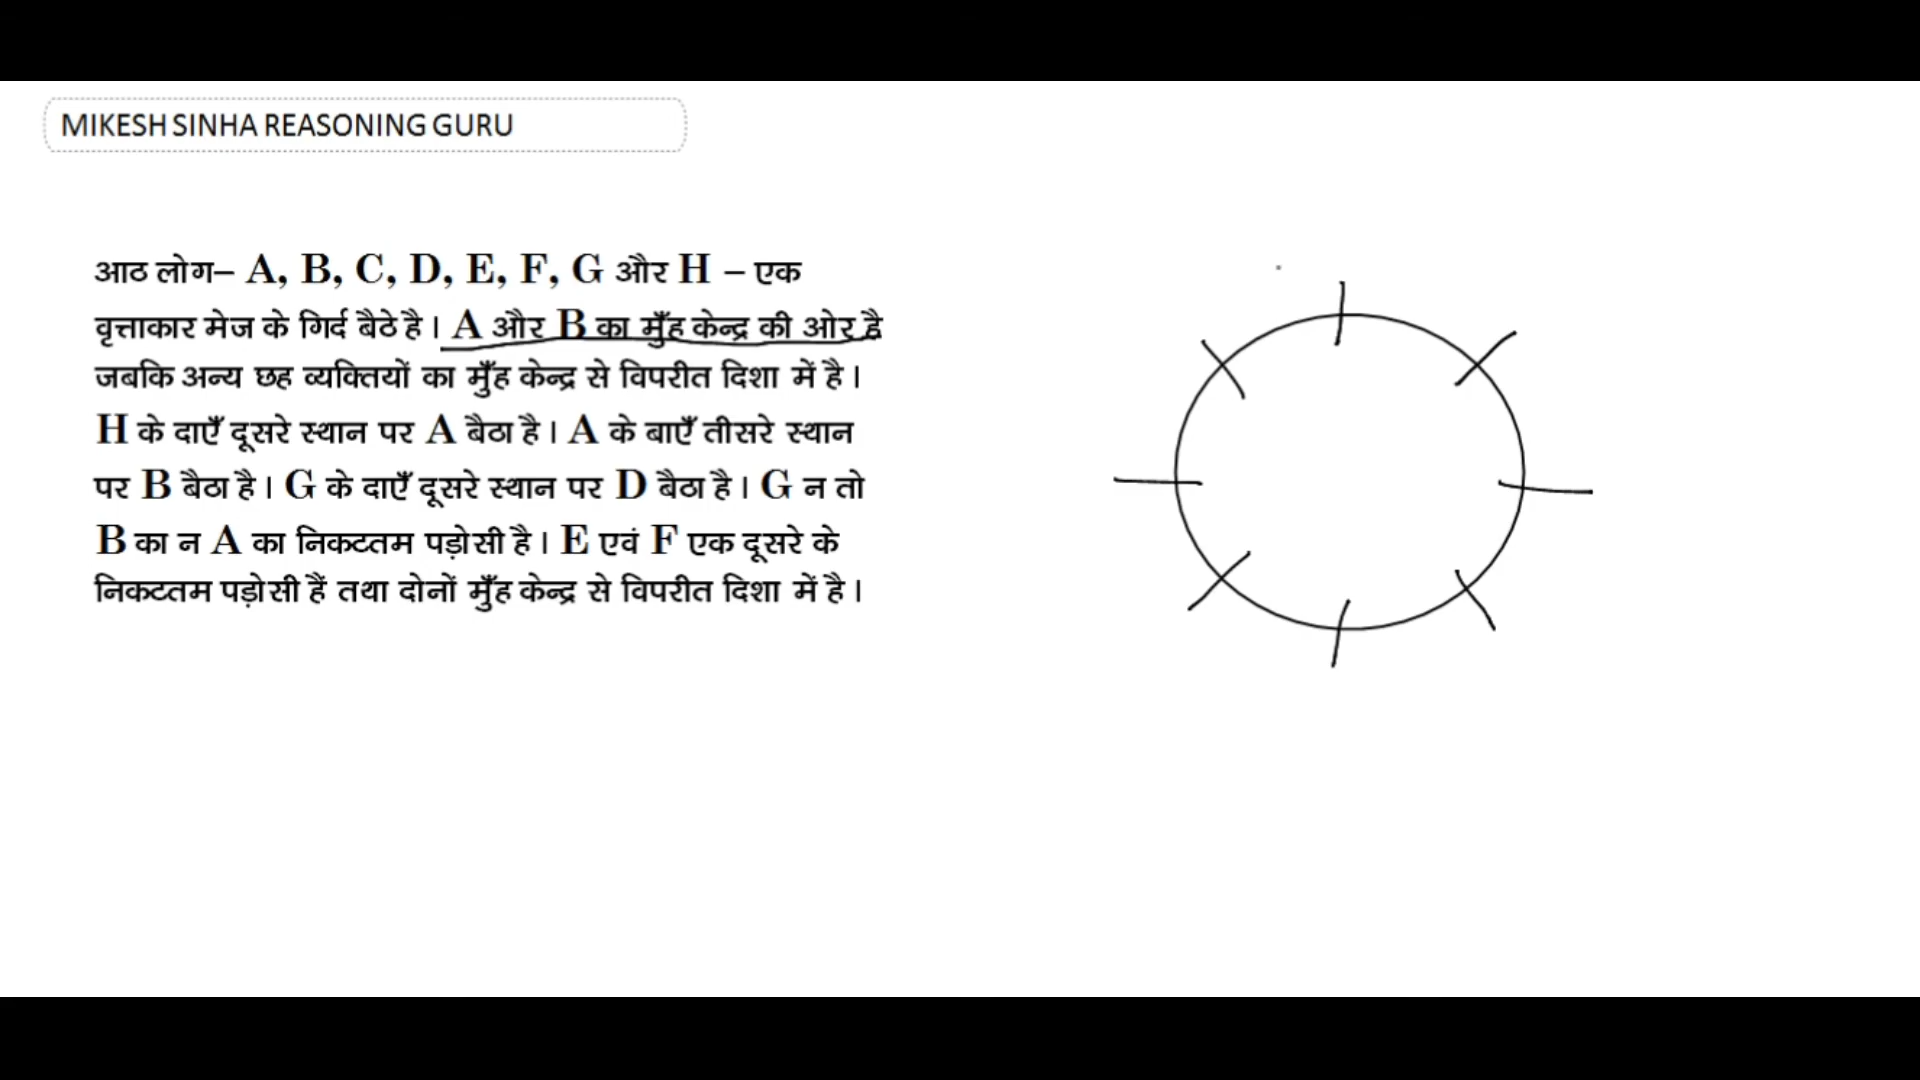 MIKESH SINHA REASONING GURU
आठ लोग– A, B, C, D, E, F, G और H – एक
वृत्ताकार मेज के गिर्द बैठे है। A और B का मुँह केन्द्र की ओर है
जबकि अन्य छह व्यक्तियों का मुँह केन्द्र से विपरीत दिशा में है।
H के दाएँ दूसरे स्थान पर A बैठा है। A के बाएँ तीसरे स्थान
पर B बैठा है। G के दाएँ दूसरे स्थान पर D बैठा है। G न तो
B का न A का निकटतम पड़ोसी है। E एवं F एक दूसरे के
निकटतम पड़ोसी हैं तथा दोनों मुँह केन्द्र से विपरीत दिशा में है।